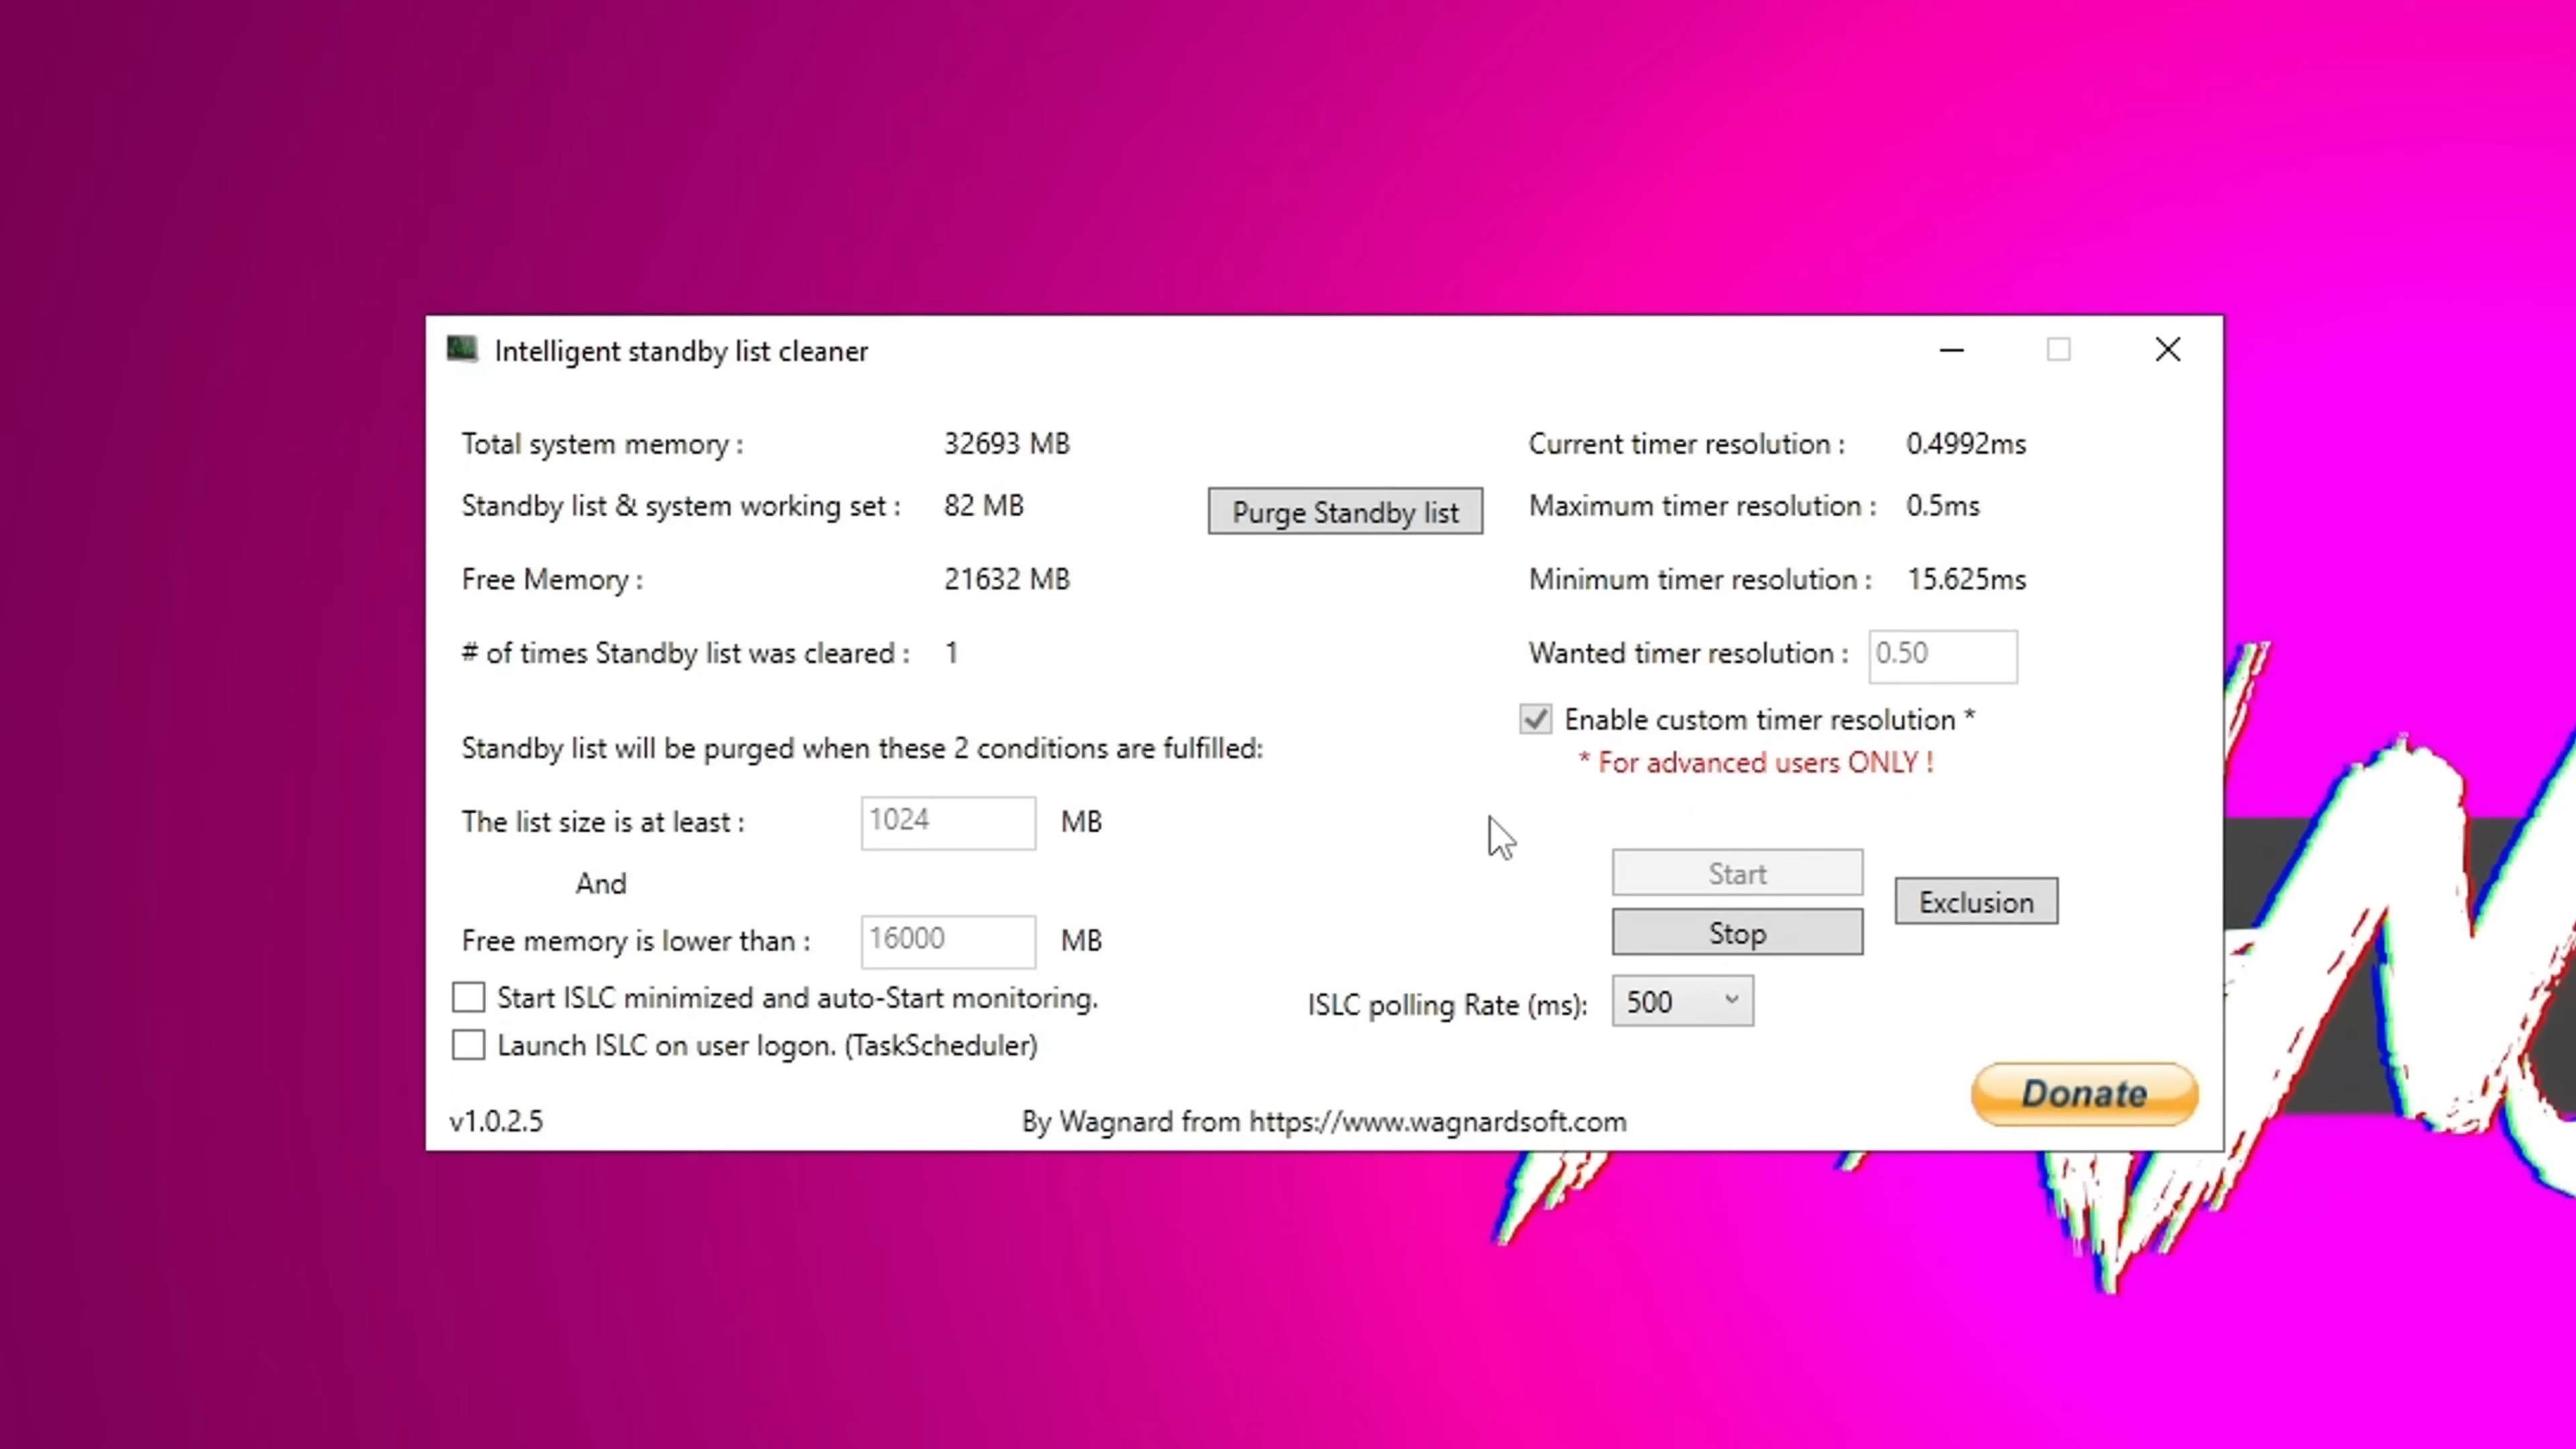 Intelligent standby list cleaner
Total system memory : 32693 MB
Standby list & system working set : 82 MB
Purge Standby list
Free Memory : 21632 MB
# of times Standby list was cleared : 1
Standby list will be purged when these 2 conditions are fulfilled:
The list size is at least : 1024 MB
And
Free memory is lower than : 16000 MB
Start ISLC minimized and auto-Start monitoring.
Launch ISLC on user logon. (TaskScheduler)
Current timer resolution : 0.4992ms
Maximum timer resolution : 0.5ms
Minimum timer resolution : 15.625ms
Wanted timer resolution : 0.50
Enable custom timer resolution *
* For advanced users ONLY !
Start
Stop
Exclusion
ISLC polling Rate (ms): 500
Donate
v1.0.2.5
By Wagnard from https://www.wagnardsoft.com